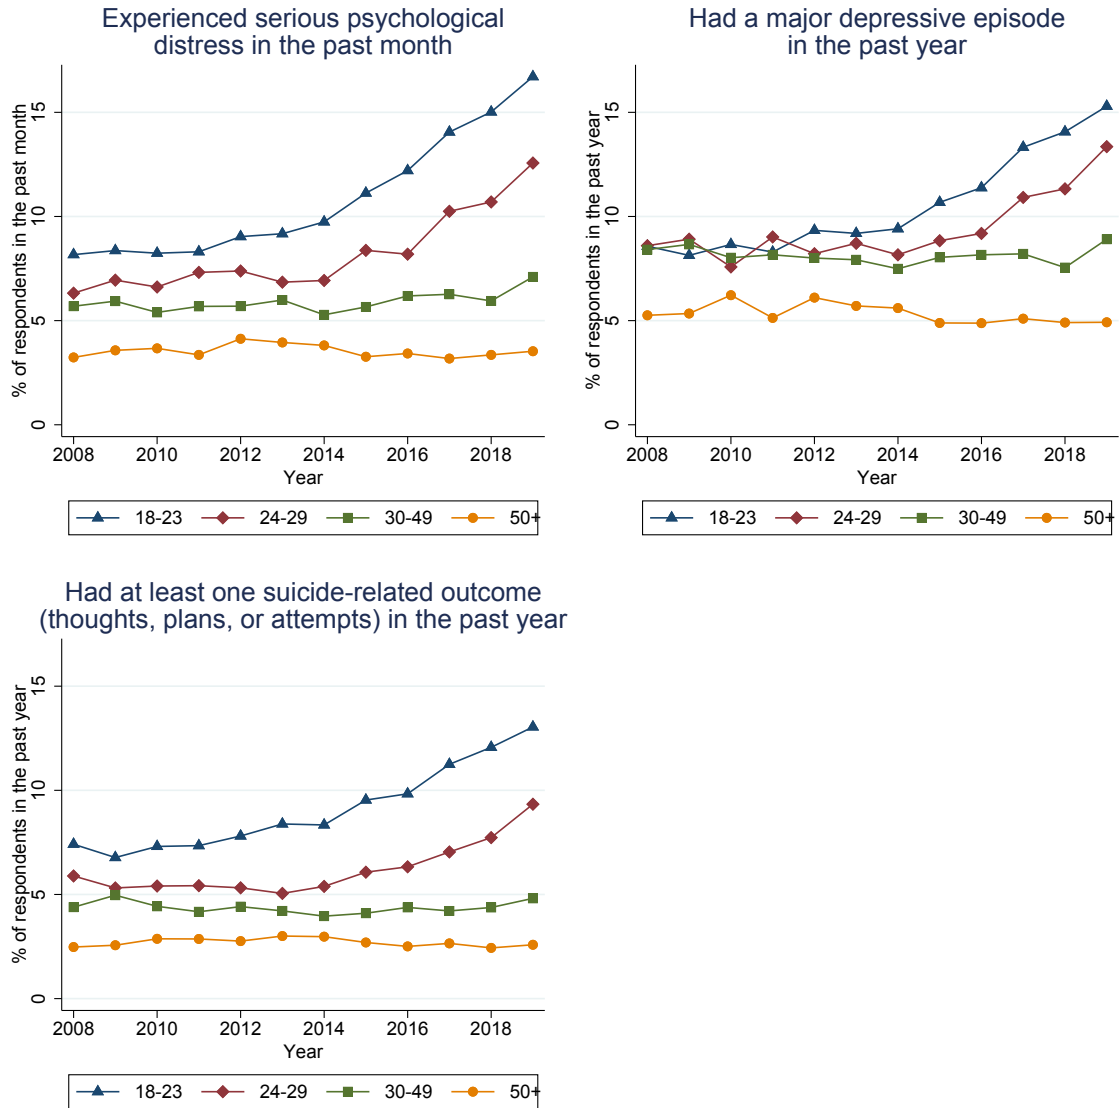 Experienced serious psychological
distress in the past month
% of respondents in the past month
15
10
5
0
2008 2010 2012 2014 2016 2018
Year
18-23 24-29 30-49 50+
Had a major depressive episode
in the past year
% of respondents in the past year
15
10
5
0
2008 2010 2012 2014 2016 2018
Year
18-23 24-29 30-49 50+
Had at least one suicide-related outcome
(thoughts, plans, or attempts) in the past year
% of respondents in the past year
15
10
5
0
2008 2010 2012 2014 2016 2018
Year
18-23 24-29 30-49 50+